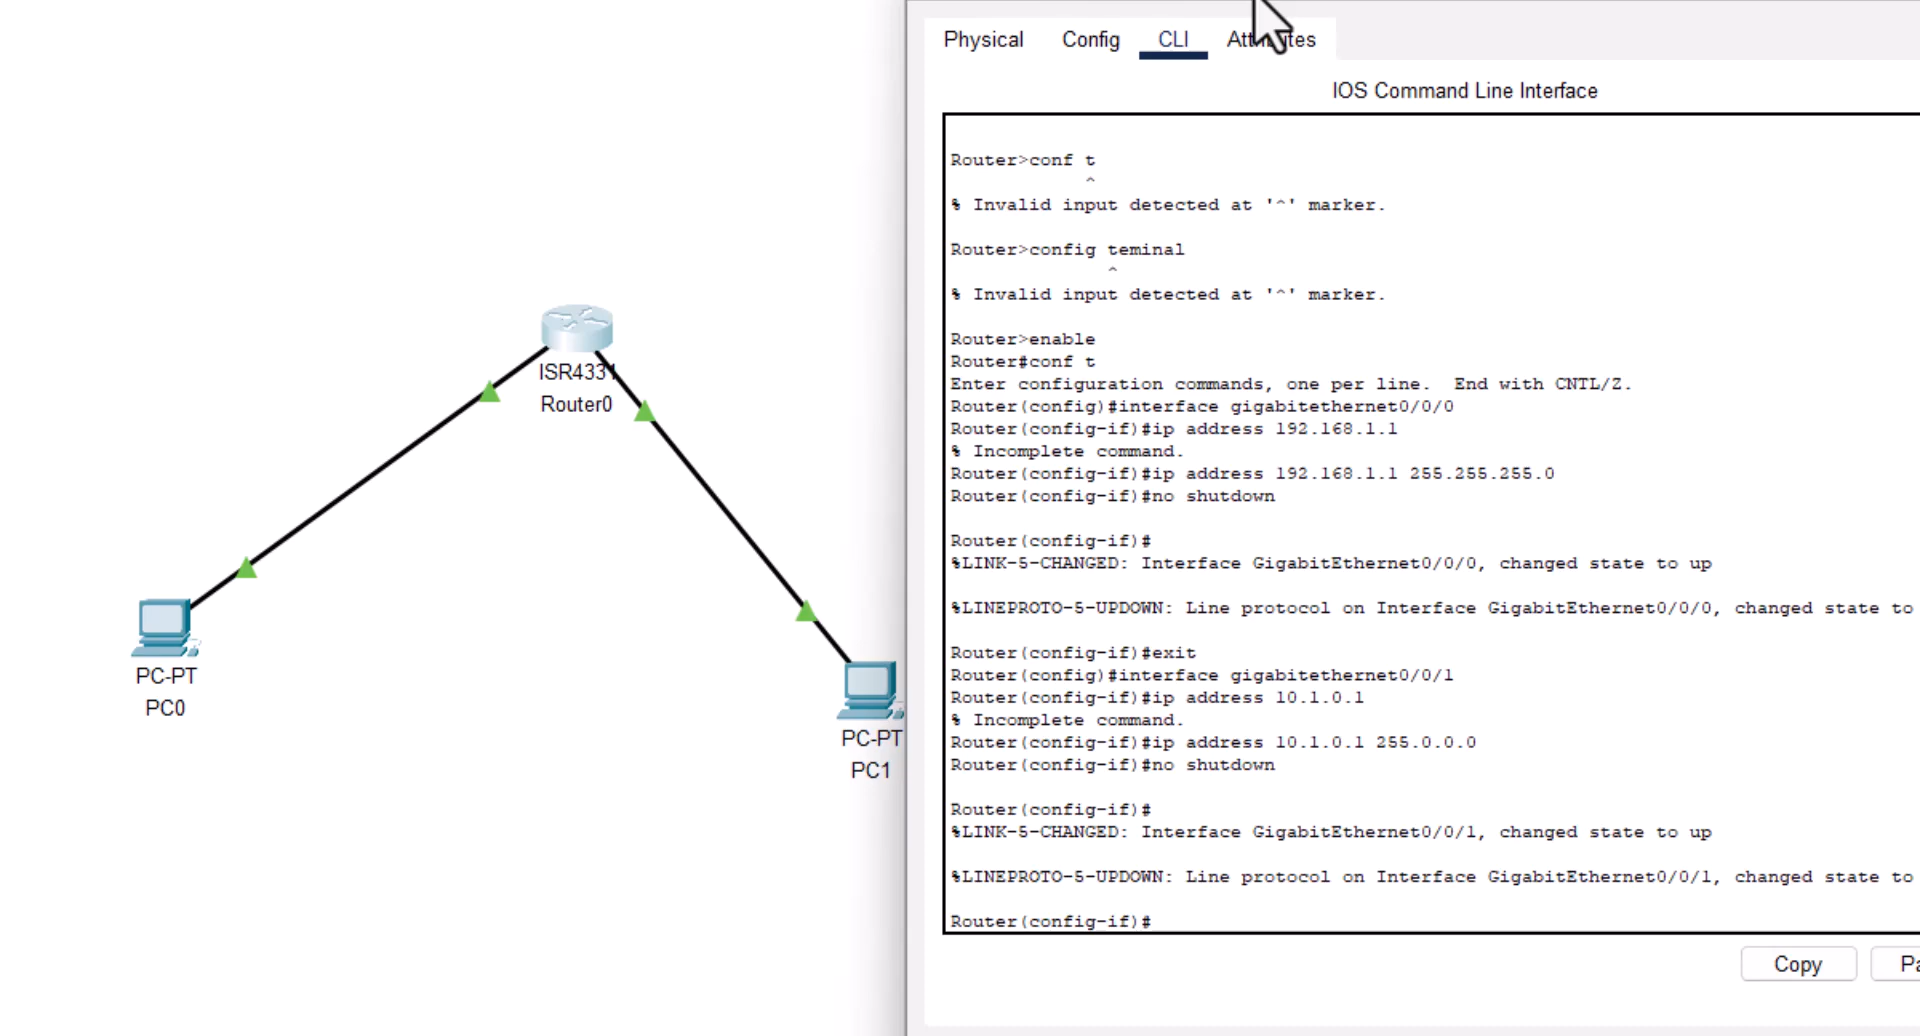 Physical Config CLI Attributes
IOS Command Line Interface
Router>conf t
^
% Invalid input detected at '^' marker.
Router>config teminal
^
% Invalid input detected at '^' marker.
Router>enable
Router#conf t
Enter configuration commands, one per line.  End with CNTL/Z.
Router(config)#interface gigabitethernet0/0/0
Router(config-if)#ip address 192.168.1.1
% Incomplete command.
Router(config-if)#ip address 192.168.1.1 255.255.255.0
Router(config-if)#no shutdown
Router(config-if)#
%LINK-5-CHANGED: Interface GigabitEthernet0/0/0, changed state to up
%LINEPROTO-5-UPDOWN: Line protocol on Interface GigabitEthernet0/0/0, changed state to
Router(config-if)#exit
Router(config)#interface gigabitethernet0/0/1
Router(config-if)#ip address 10.1.0.1
% Incomplete command.
Router(config-if)#ip address 10.1.0.1 255.0.0.0
Router(config-if)#no shutdown
Router(config-if)#
%LINK-5-CHANGED: Interface GigabitEthernet0/0/1, changed state to up
%LINEPROTO-5-UPDOWN: Line protocol on Interface GigabitEthernet0/0/1, changed state to
Router(config-if)#
Copy
ISR4331
Router0
PC-PT
PC0
PC-PT
PC1